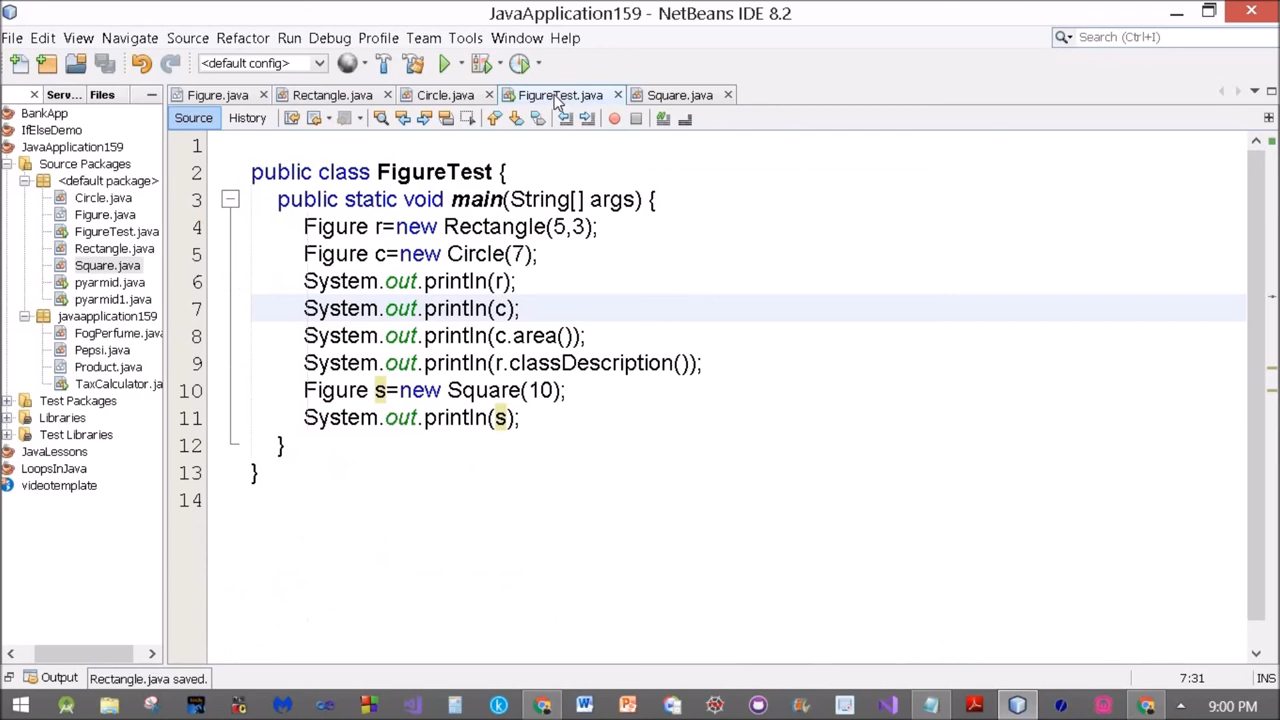 JavaApplication159 - NetBeans IDE 8.2
File Edit View Navigate Source Refactor Run Debug Profile Team Tools Window Help
Search (Ctrl+I)
<default config>
Serv... Files
Figure.java Rectangle.java Circle.java FigureTest.java Square.java
Source History
BankApp
IfElseDemo
JavaApplication159
Source Packages
<default package>
Circle.java
Figure.java
FigureTest.java
Rectangle.java
Square.java
pyarmid.java
pyarmid1.java
javaapplication159
FogPerfume.java
Pepsi.java
Product.java
TaxCalculator.ja
Test Packages
Libraries
Test Libraries
JavaLessons
LoopsInJava
videotemplate
1
2 public class FigureTest {
3 public static void main(String[] args) {
4 Figure r=new Rectangle(5,3);
5 Figure c=new Circle(7);
6 System.out.println(r);
7 System.out.println(c);
8 System.out.println(c.area());
9 System.out.println(r.classDescription());
10 Figure s=new Square(10);
11 System.out.println(s);
12 }
13 }
14
Output Rectangle.java saved. 7:31 INS
9:00 PM